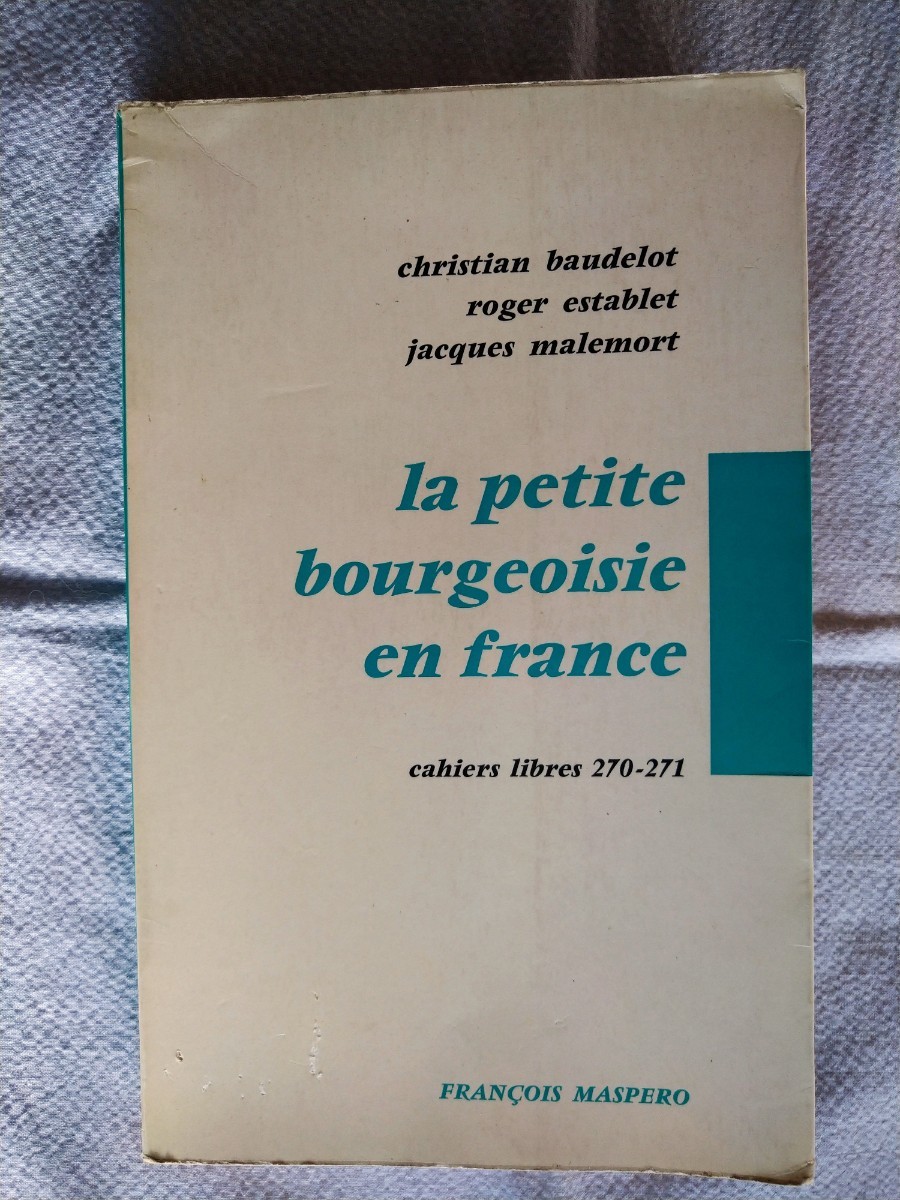 christian baudelot
roger establet
jacques malemort
la petite
bourgeoisie
en france
cahiers libres 270-271
FRANÇOIS MASPERO